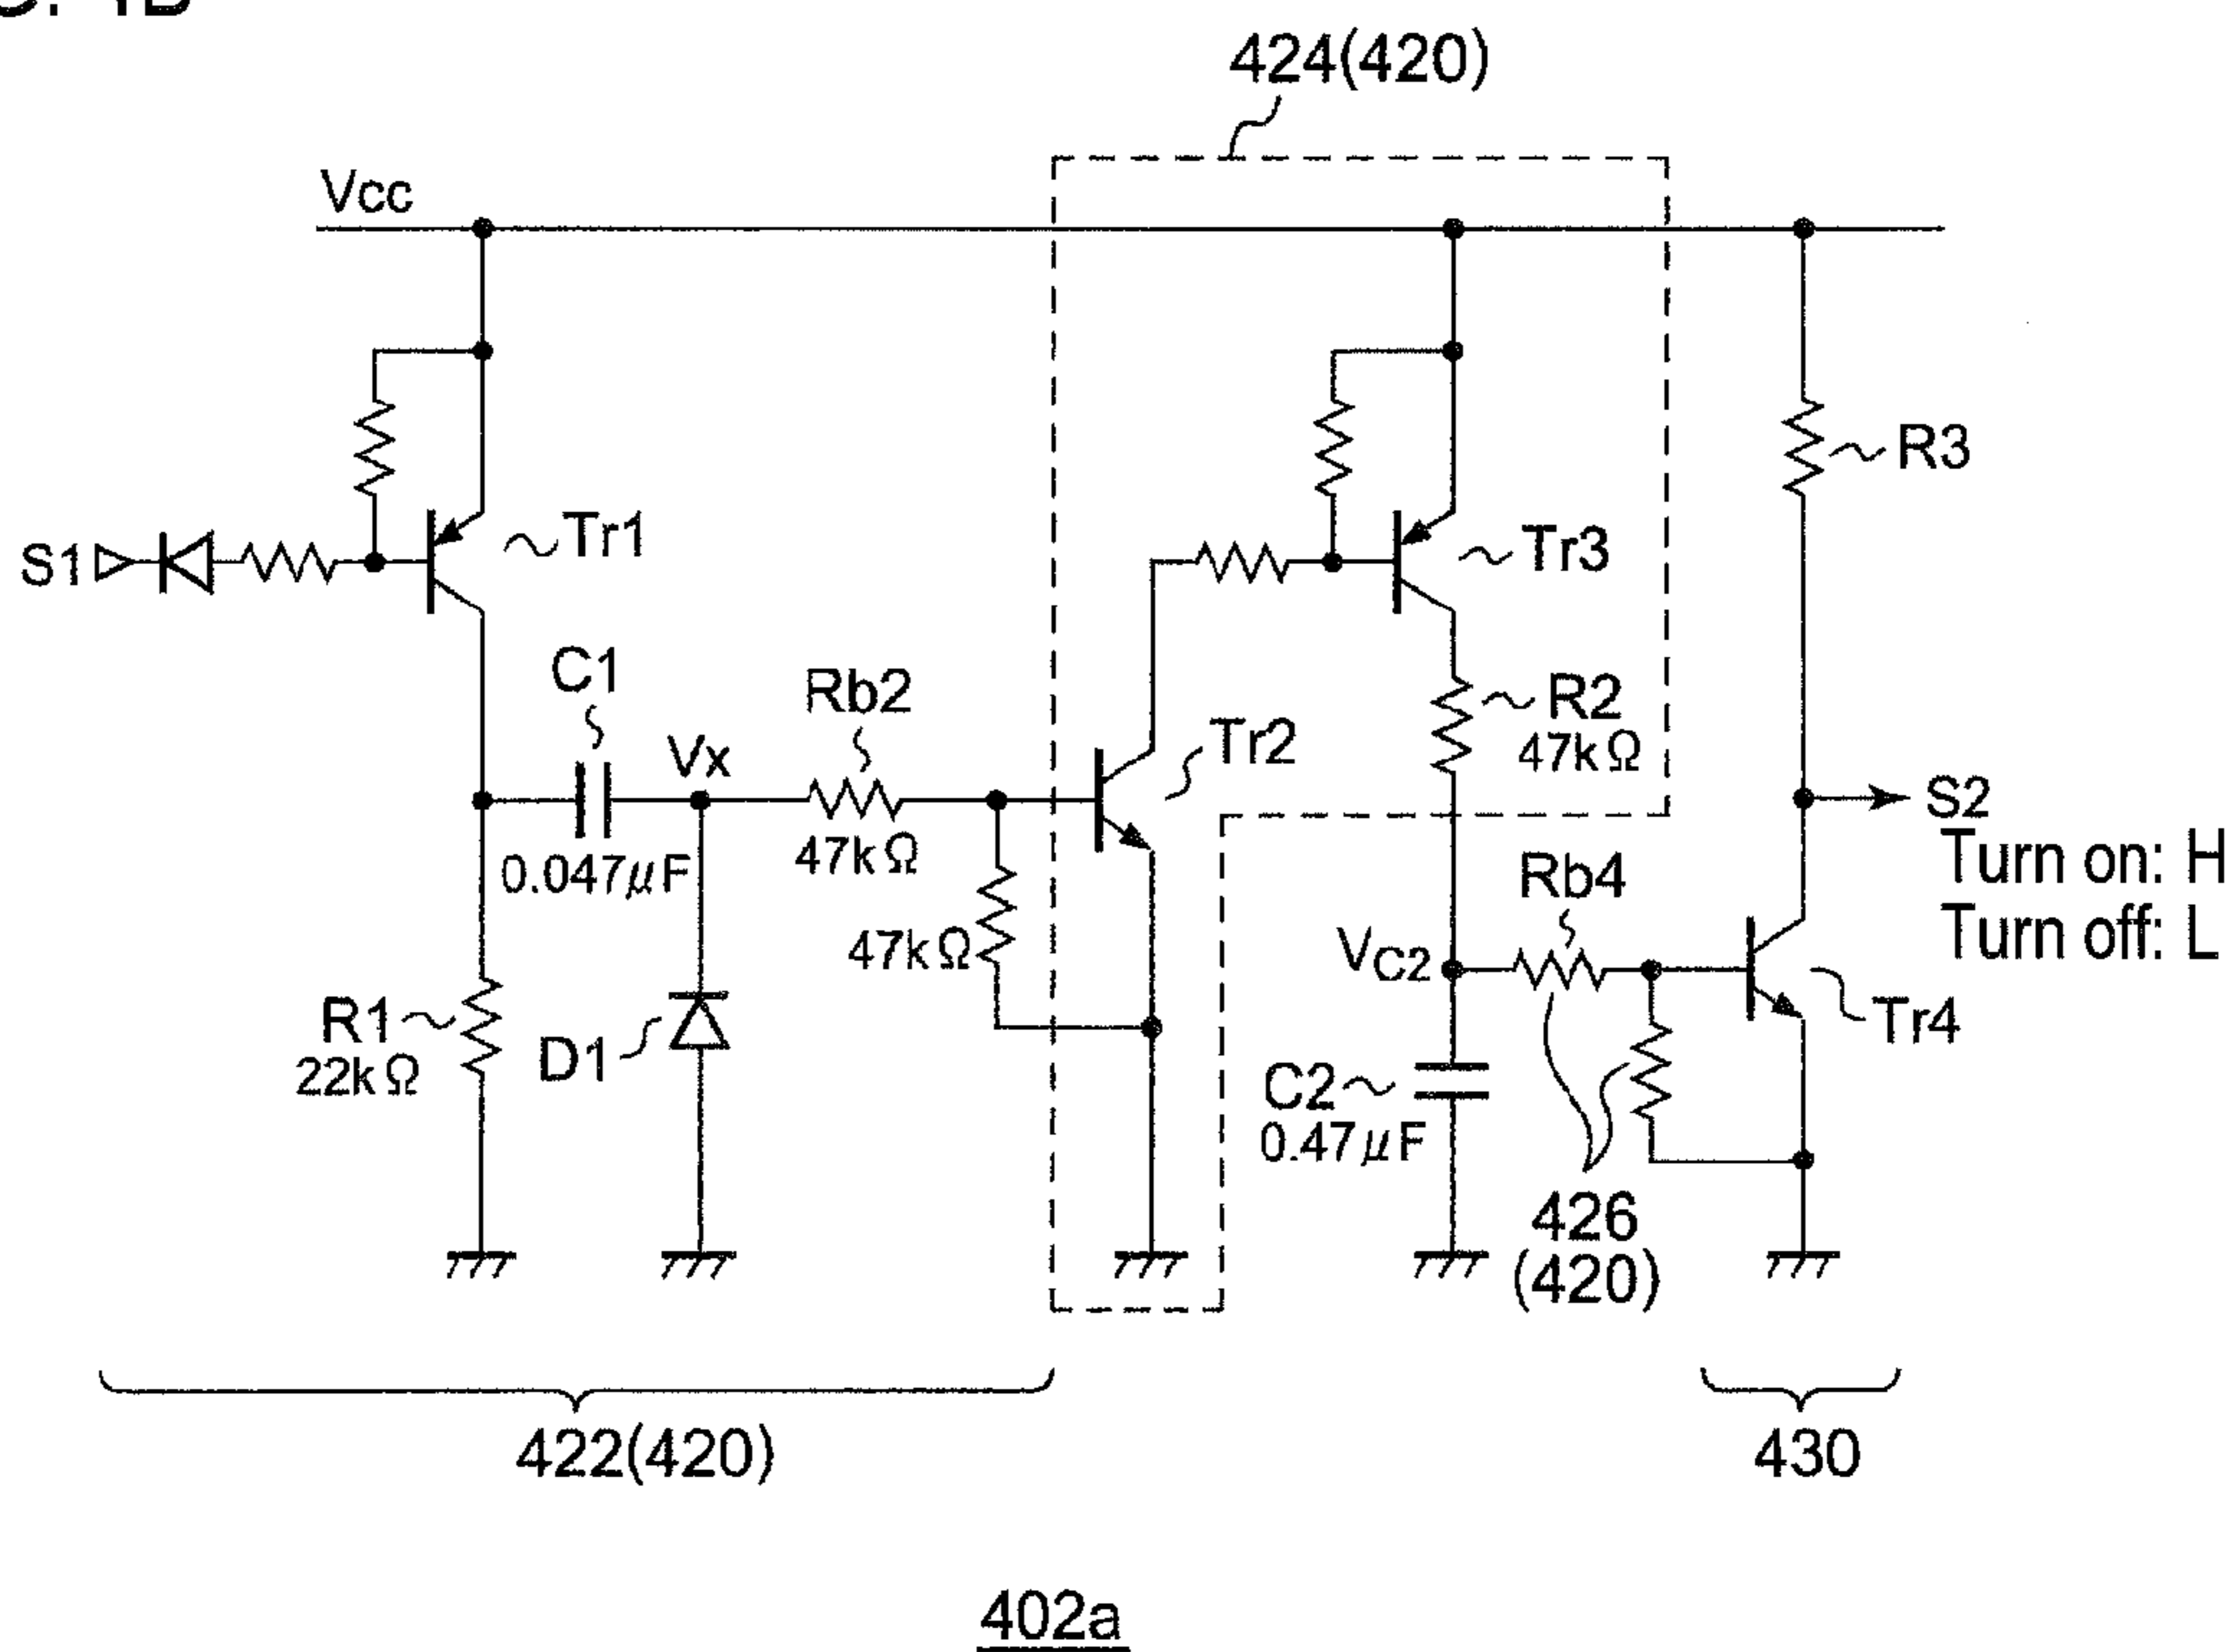 424(420)
Vcc
R3
S1
Tr1
Tr3
C1
Rb2
R2
47kΩ
Vx
Tr2
0.047μF
47kΩ
S2
Turn on: H
Turn off: L
Rb4
47kΩ
VC2
R1
22kΩ
D1
Tr4
C2
0.47μF
426
(420)
422(420)
430
402a